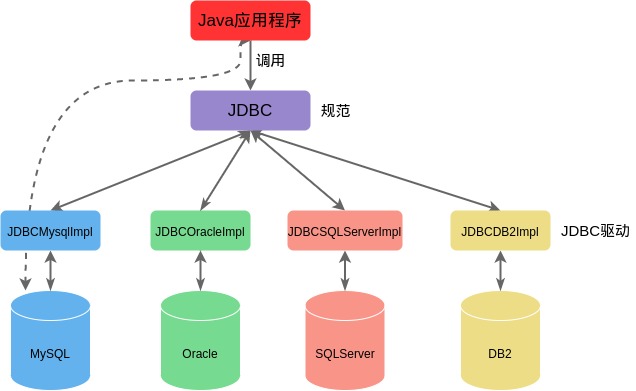 Java应用程序
调用
JDBC
规范
JDBCMysqlImpl
JDBCOracleImpl
JDBCSQLServerImpl
JDBCDB2Impl
JDBC驱动
MySQL
Oracle
SQLServer
DB2